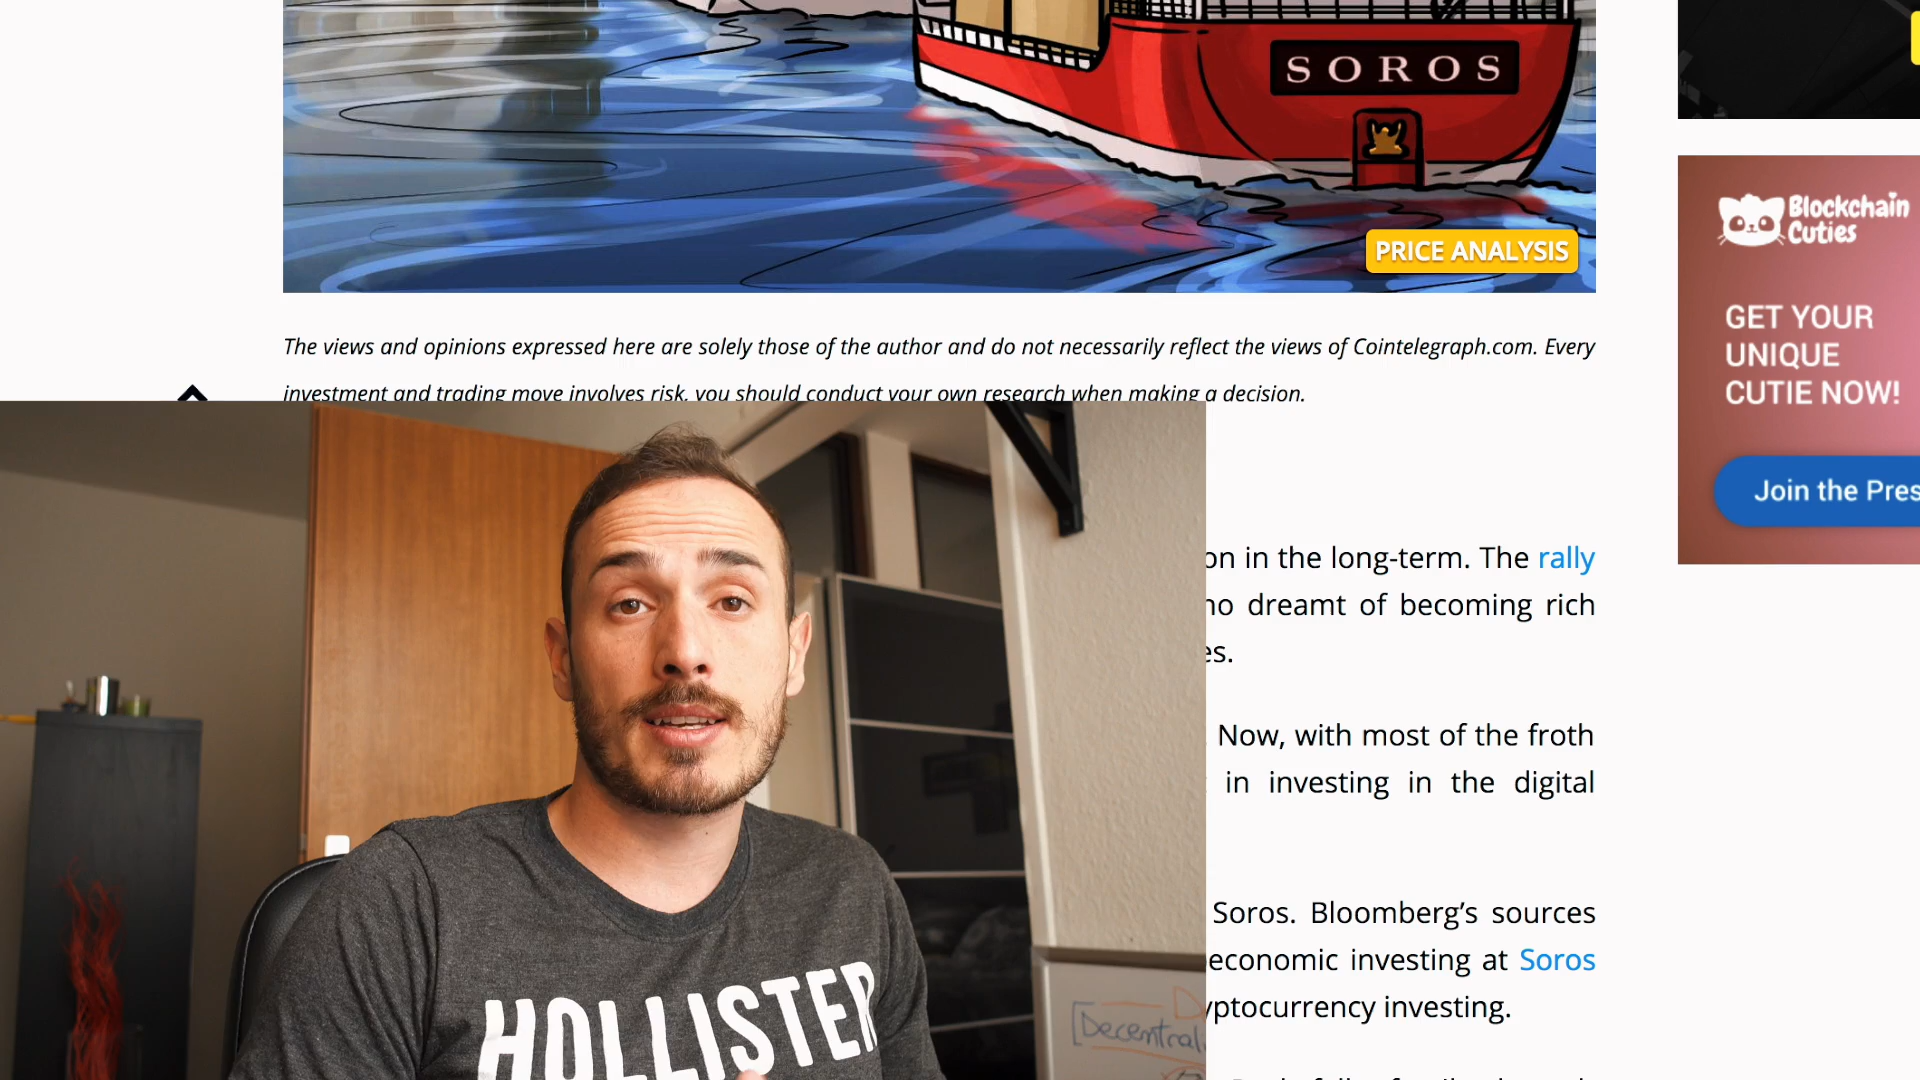 SOROS
PRICE ANALYSIS
The views and opinions expressed here are solely those of the author and do not necessarily reflect the views of Cointelegraph.com. Every
investment and trading move involves risk, you should conduct your own research when making a decision.
Blockchain
Cuties
GET YOUR
UNIQUE
CUTIE NOW!
Join the Pres
on in the long-term. The rally
no dreamt of becoming rich
es.
Now, with most of the froth
in investing in the digital
Soros. Bloomberg’s sources
economic investing at Soros
yptocurrency investing.
HOLLISTER
[Decentral